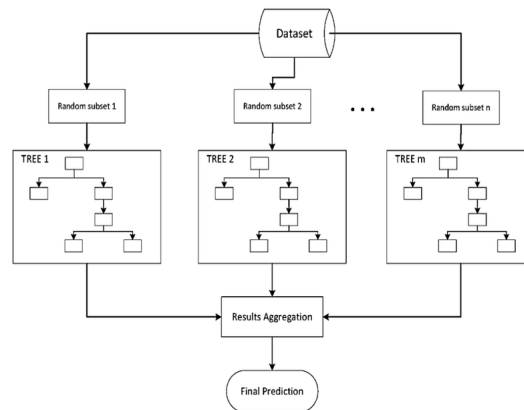 Dataset
Random subset 1
Random subset 2
...
Random subset n
TREE 1
TREE 2
TREE m
Results Aggregation
Final Prediction